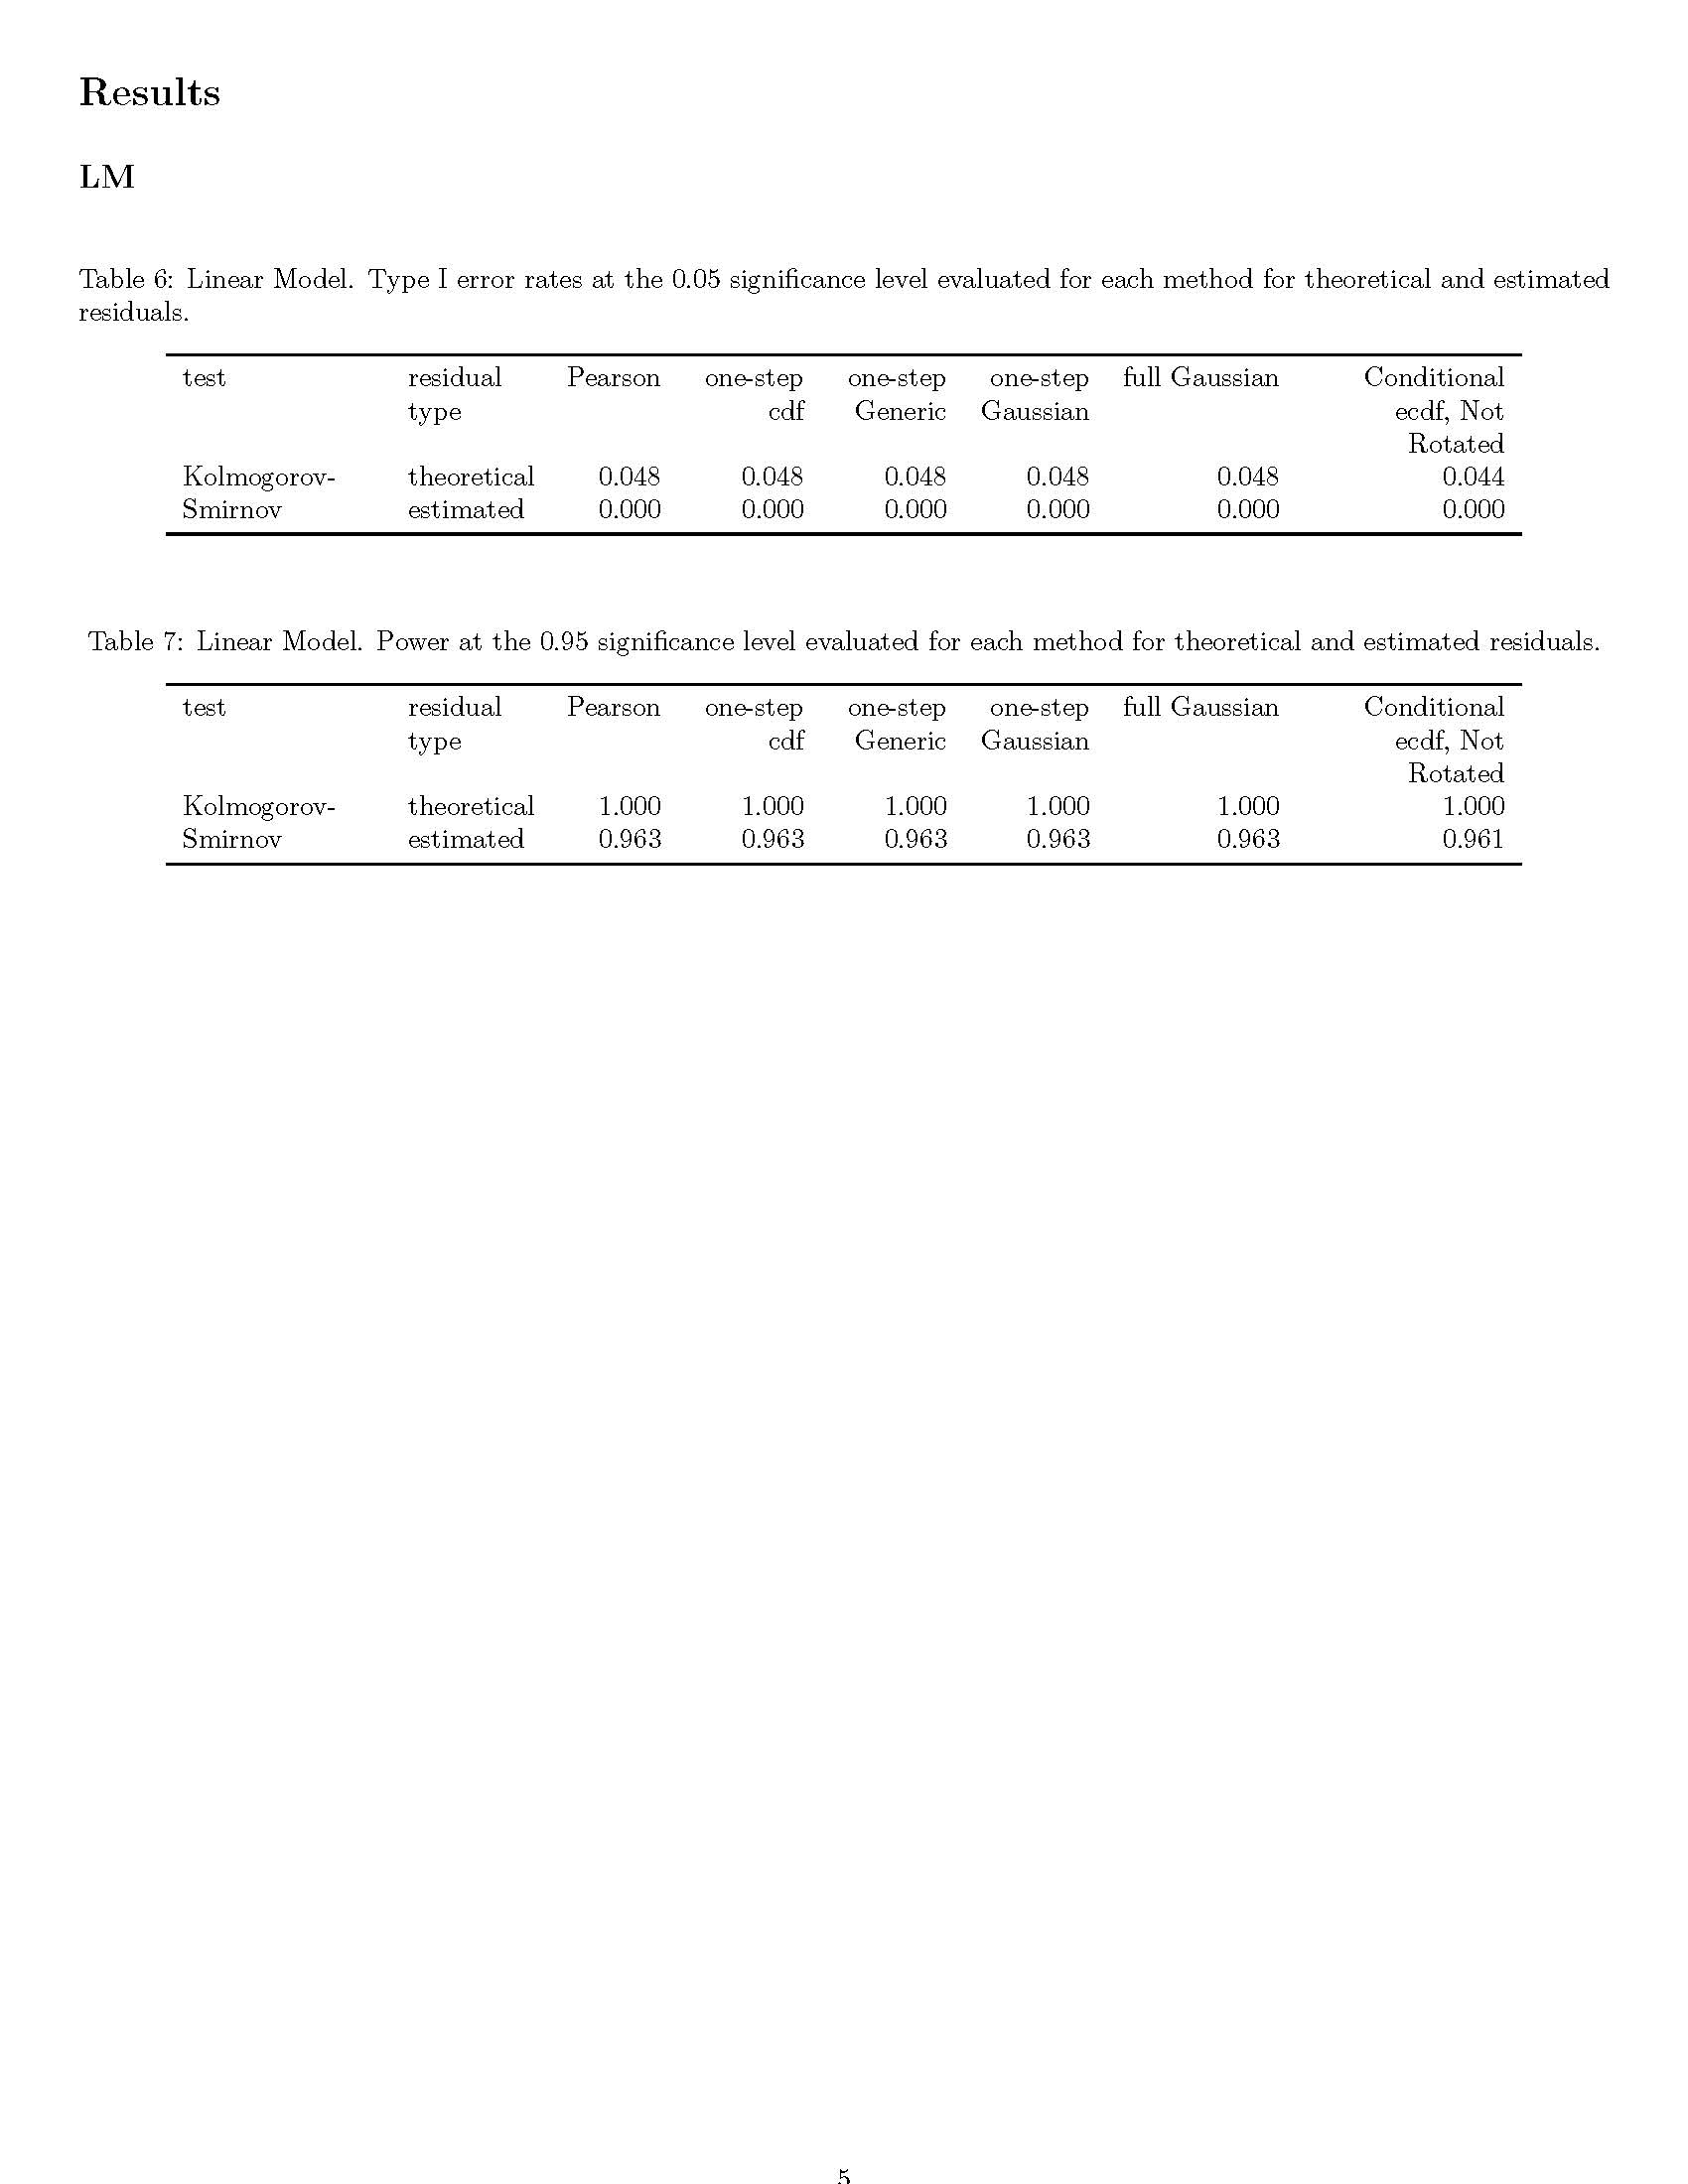 Results
LM
Table 6: Linear Model. Type I error rates at the 0.05 significance level evaluated for each method for theoretical and estimated
residuals.
test residual Pearson one-step one-step one-step full Gaussian Conditional
type cdf Generic Gaussian ecdf, Not
Rotated
Kolmogorov- theoretical 0.048 0.048 0.048 0.048 0.048 0.044
Smirnov estimated 0.000 0.000 0.000 0.000 0.000 0.000
Table 7: Linear Model. Power at the 0.95 significance level evaluated for each method for theoretical and estimated residuals.
test residual Pearson one-step one-step one-step full Gaussian Conditional
type cdf Generic Gaussian ecdf, Not
Rotated
Kolmogorov- theoretical 1.000 1.000 1.000 1.000 1.000 1.000
Smirnov estimated 0.963 0.963 0.963 0.963 0.963 0.961
5